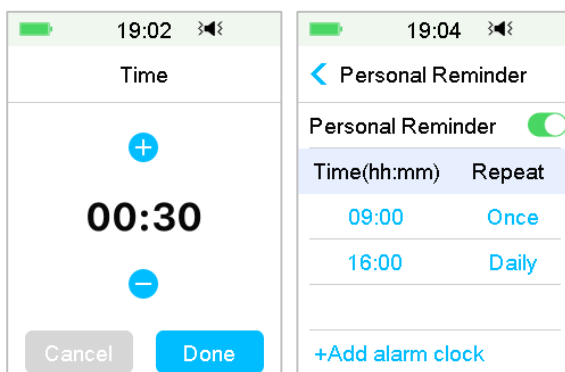 19:02
Time
00:30
Cancel Done
19:04
Personal Reminder
Personal Reminder
Time(hh:mm) Repeat
09:00 Once
16:00 Daily
+Add alarm clock